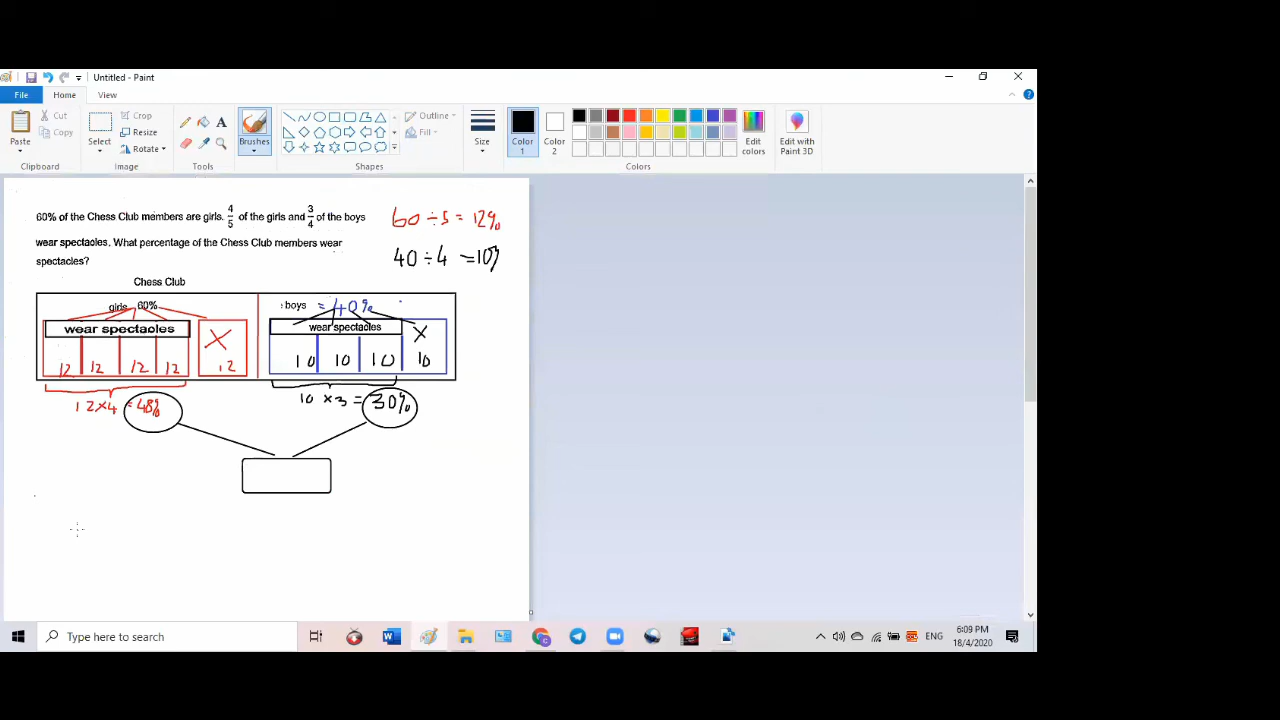 Untitled - Paint
File Home View
Cut
Copy
Paste
Clipboard
Select
Crop
Resize
Rotate
Image
Tools
Brushes
Outline
Fill
Shapes
Size
Color 1
Color 2
Edit colors
Colors
Edit with Paint 3D
60% of the Chess Club members are girls. 4/5 of the girls and 3/4 of the boys
wear spectacles. What percentage of the Chess Club members wear
spectacles?
60 ÷ 5 = 12%
40 ÷ 4 = 10%
Chess Club
girls 60%
boys = 40%
wear spectacles X
wear spectacles X
12 12 12 12 12
10 10 10 10
12 × 4 = 48%
10 × 3 = 30%
Type here to search
ENG
6:09 PM
18/4/2020